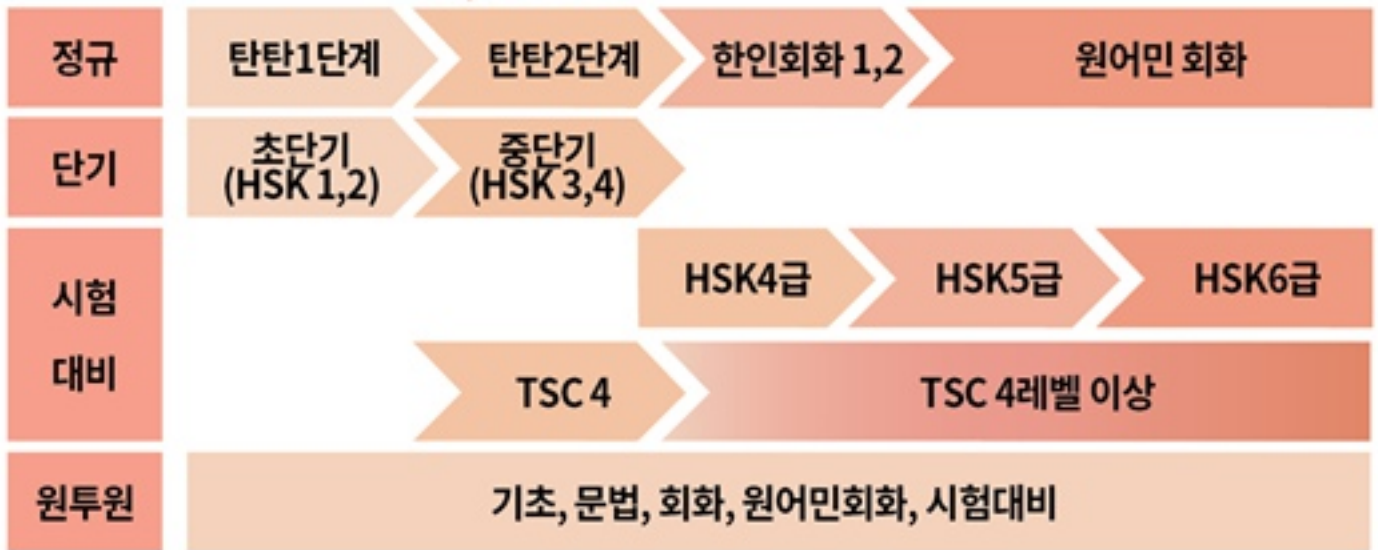 정규
탄탄1단계
탄탄2단계
한인회화 1,2
원어민 회화
단기
초단기
(HSK 1,2)
중단기
(HSK 3,4)
시험
대비
HSK4급
HSK5급
HSK6급
TSC 4
TSC 4레벨 이상
원투원
기초, 문법, 회화, 원어민회화, 시험대비